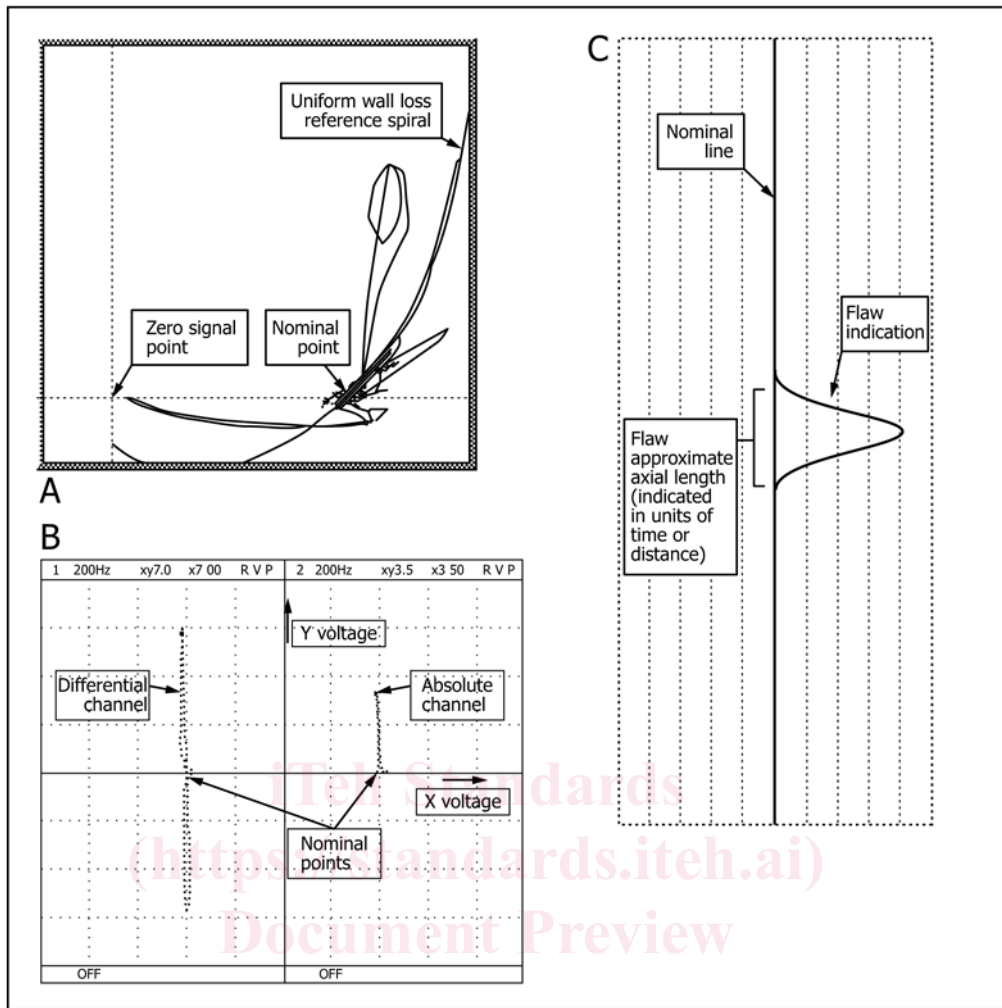 Uniform wall loss
reference spiral
Zero signal
point
Nominal
point
A
B
1 200Hz xy7.0 x7 00 R V P
2 200Hz xy3.5 x3 50 R V P
Y voltage
Differential
channel
Absolute
channel
X voltage
Nominal
points
OFF
OFF
C
Nominal
line
Flaw
indication
Flaw
approximate
axial length
(indicated
in units of
time or
distance)
iTeh Standards
(https://standards.iteh.ai)
Document Preview